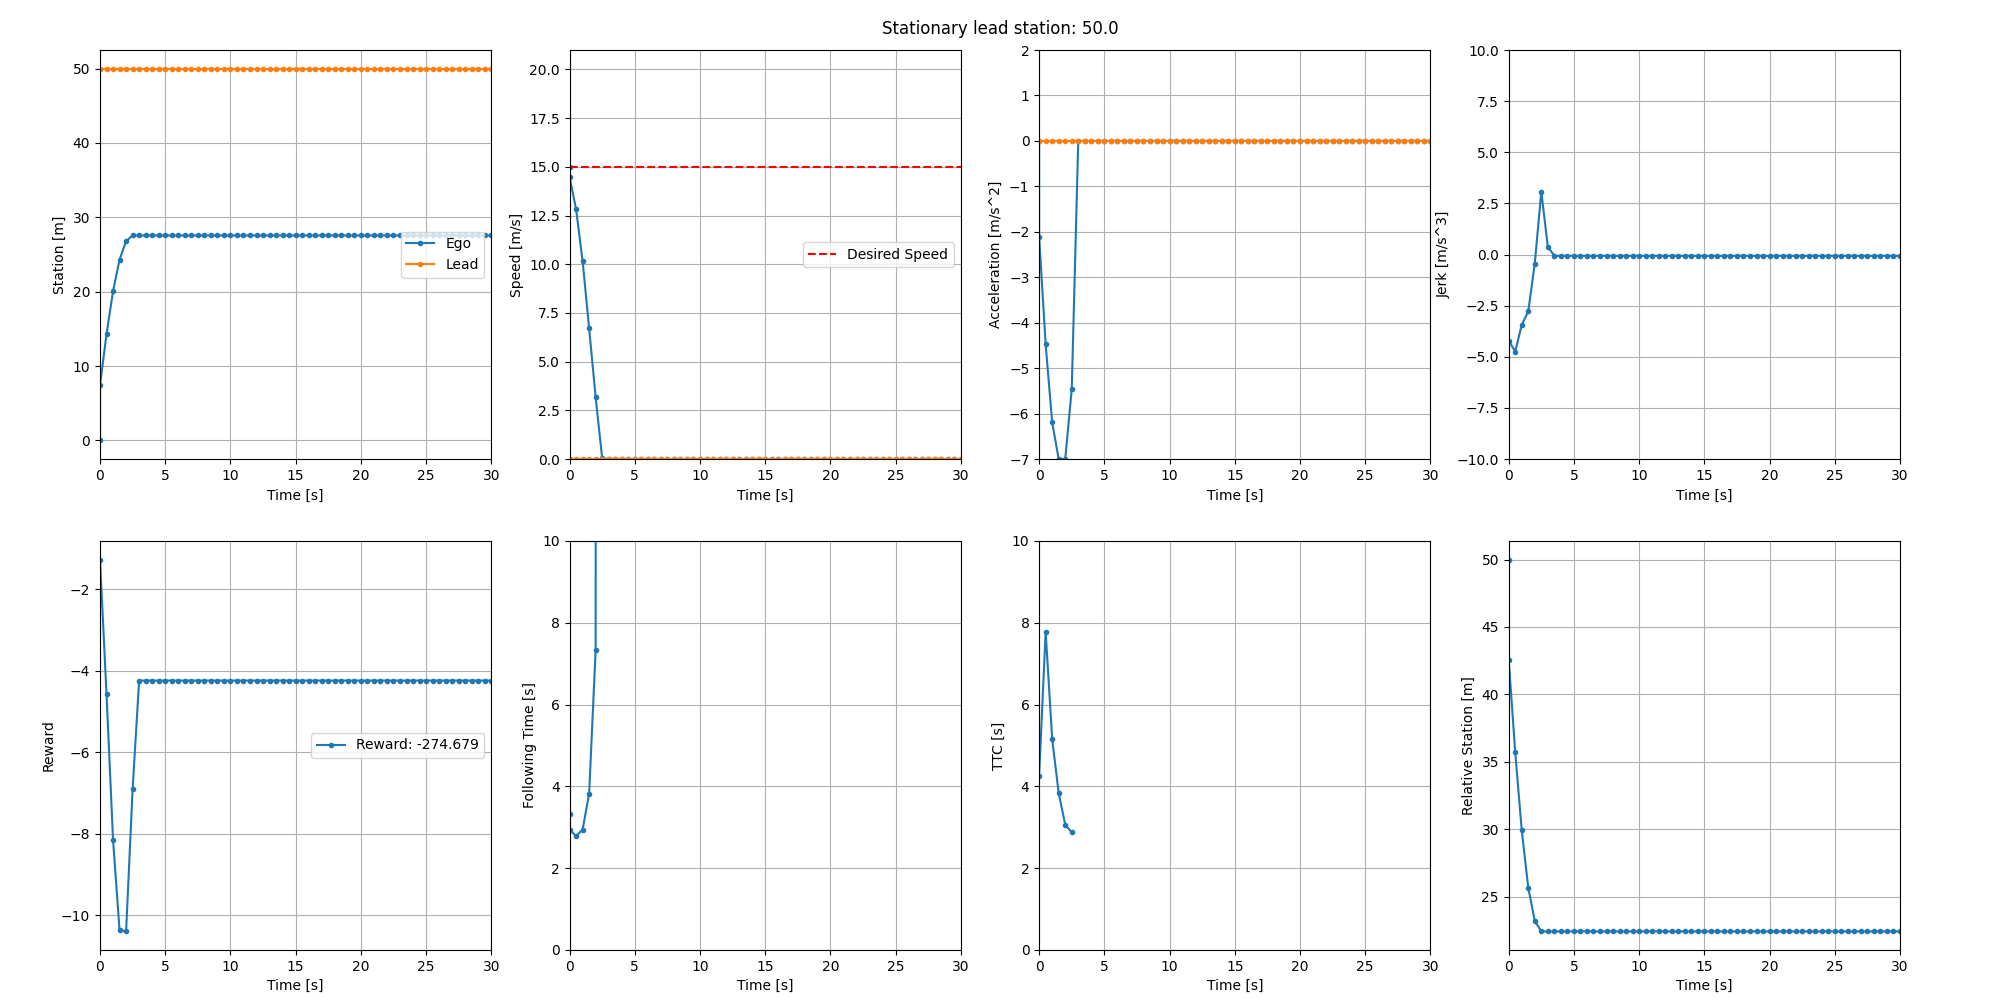 Stationary lead station: 50.0
Station [m]
50
40
30
20
10
0
0 5 10 15 20 25 30
Time [s]
Ego
Lead
Speed [m/s]
20.0
17.5
15.0
12.5
10.0
7.5
5.0
2.5
0.0
0 5 10 15 20 25 30
Time [s]
Desired Speed
Acceleration [m/s^2]
2
1
0
−1
−2
−3
−4
−5
−6
−7
0 5 10 15 20 25 30
Time [s]
Jerk [m/s^3]
10.0
7.5
5.0
2.5
0.0
−2.5
−5.0
−7.5
−10.0
0 5 10 15 20 25 30
Time [s]
Reward
−2
−4
−6
−8
−10
0 5 10 15 20 25 30
Time [s]
Reward: -274.679
Following Time [s]
10
8
6
4
2
0
0 5 10 15 20 25 30
Time [s]
TTC [s]
10
8
6
4
2
0
0 5 10 15 20 25 30
Time [s]
Relative Station [m]
50
45
40
35
30
25
0 5 10 15 20 25 30
Time [s]